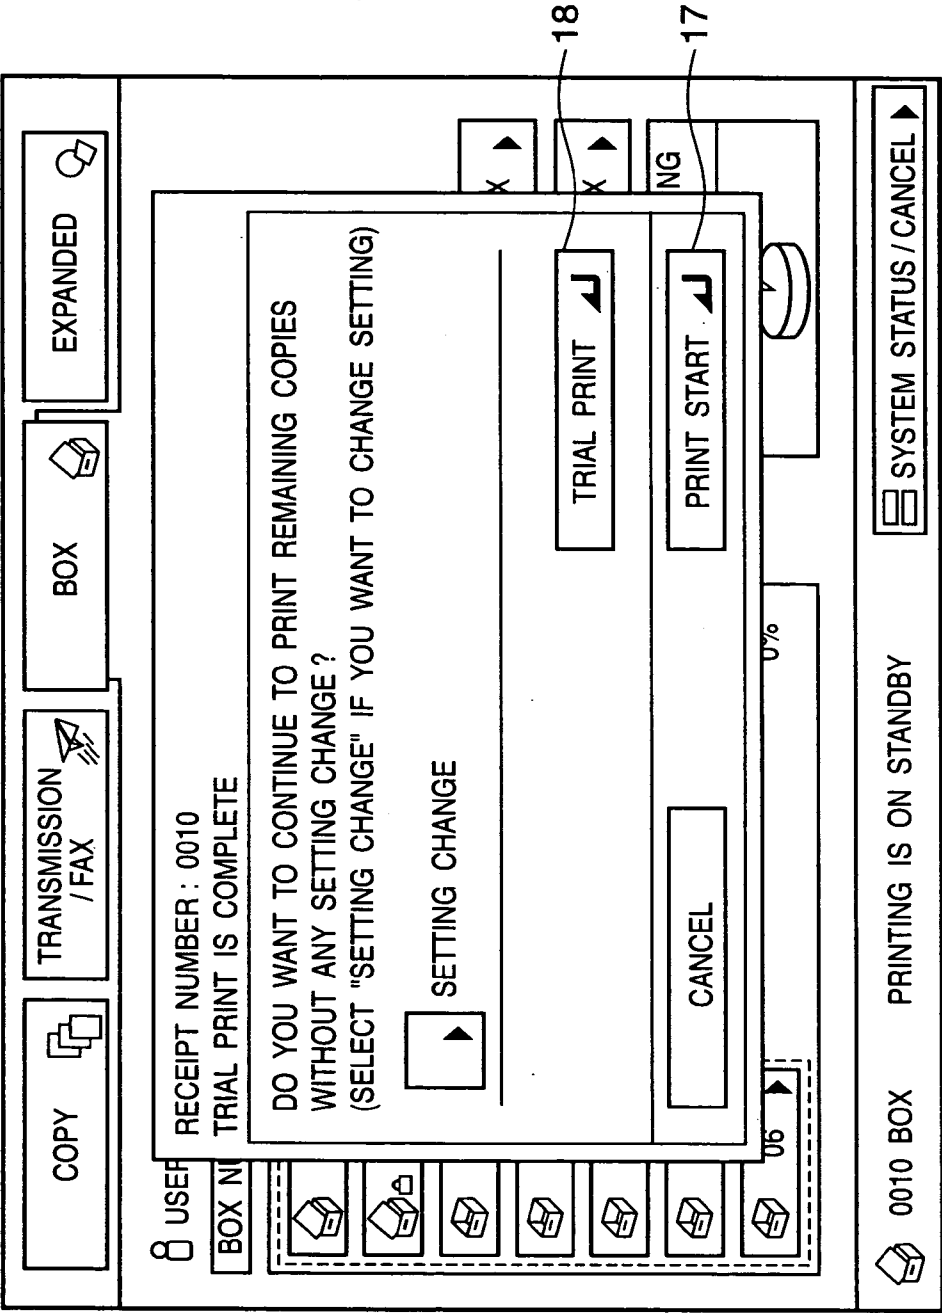 COPY
TRANSMISSION
/ FAX
BOX
EXPANDED
USER
BOX
RECEIPT NUMBER : 0010
TRIAL PRINT IS COMPLETE
DO YOU WANT TO CONTINUE TO PRINT REMAINING COPIES
WITHOUT ANY SETTING CHANGE ?
(SELECT "SETTING CHANGE" IF YOU WANT TO CHANGE SETTING)
SETTING CHANGE
TRIAL PRINT
18
CANCEL
PRINT START
17
X
X
NG
06
0%
0010 BOX
PRINTING IS ON STANDBY
SYSTEM STATUS / CANCEL